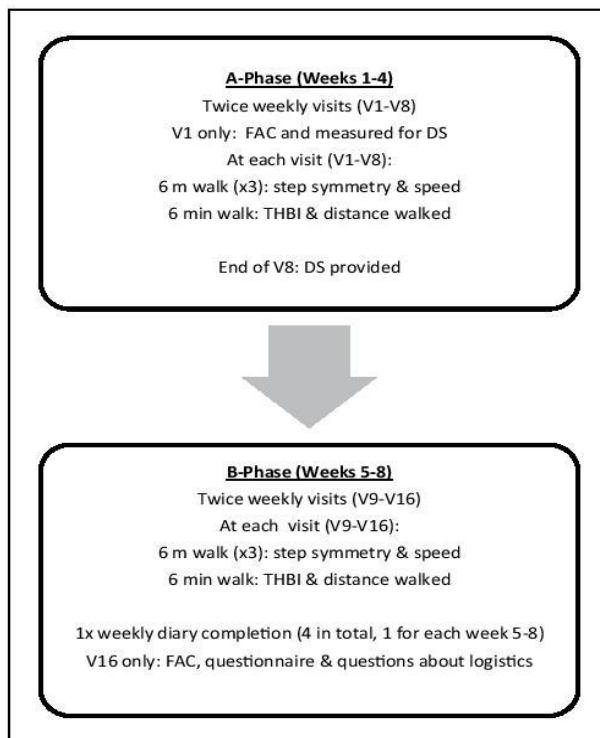 A-Phase (Weeks 1-4)
Twice weekly visits (V1-V8)
V1 only: FAC and measured for DS
At each visit (V1-V8):
6 m walk (x3): step symmetry & speed
6 min walk: THBI & distance walked
End of V8: DS provided
B-Phase (Weeks 5-8)
Twice weekly visits (V9-V16)
At each visit (V9-V16):
6 m walk (x3): step symmetry & speed
6 min walk: THBI & distance walked
1x weekly diary completion (4 in total, 1 for each week 5-8)
V16 only: FAC, questionnaire & questions about logistics